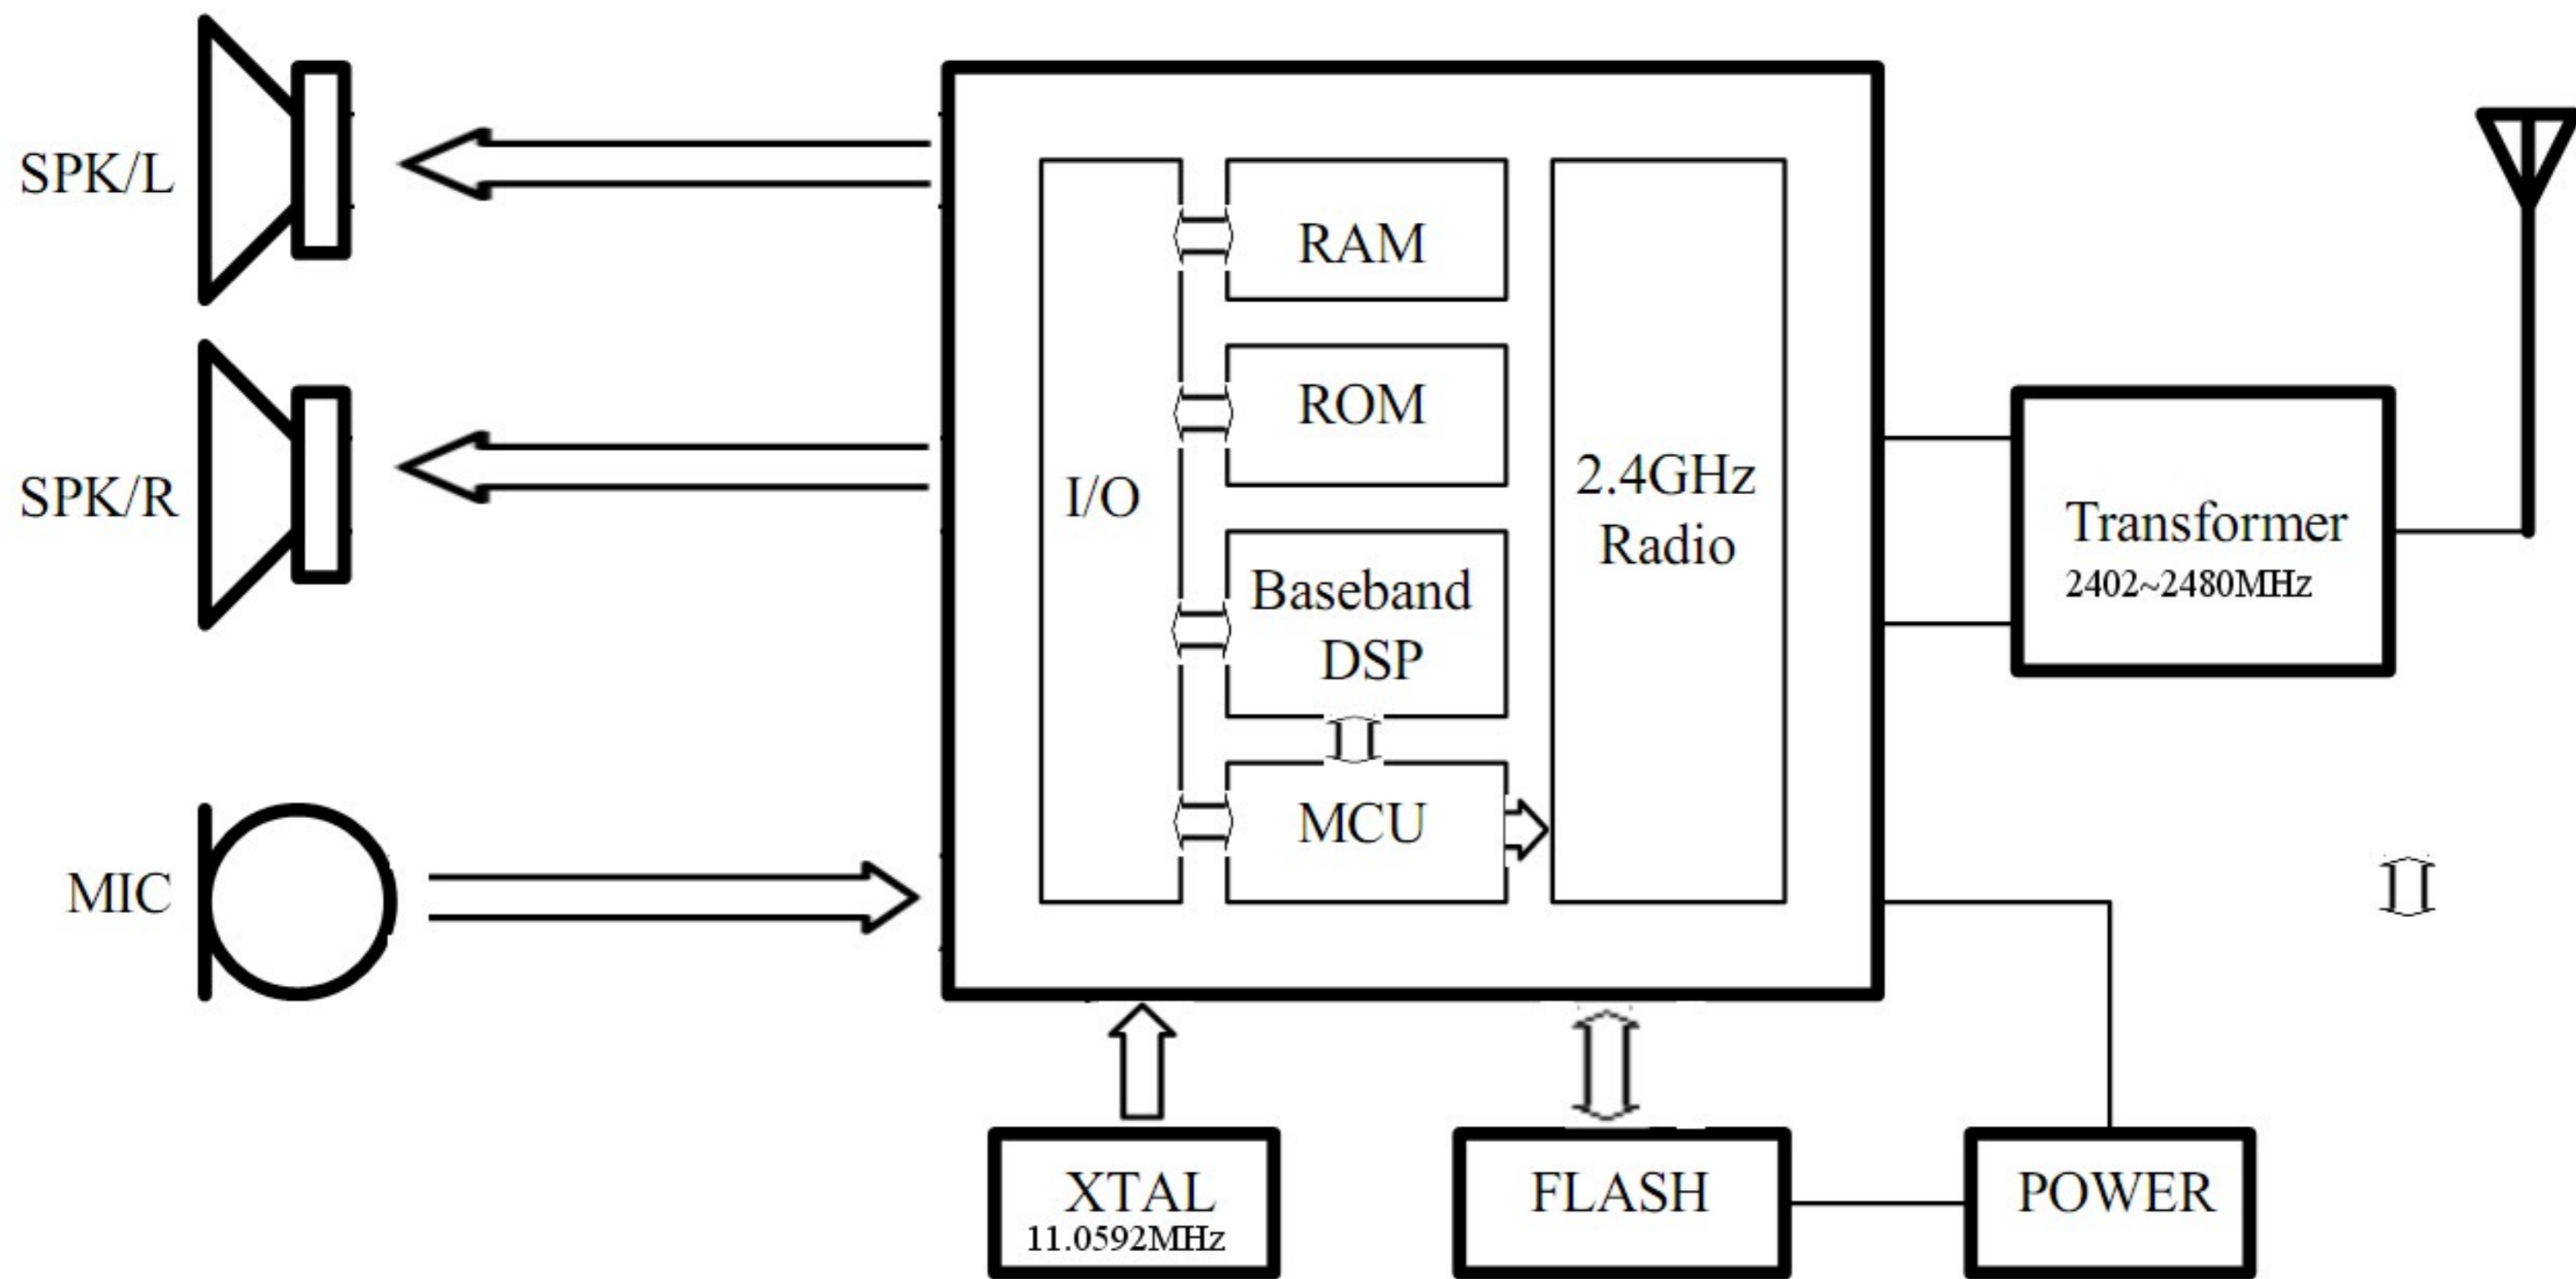 SPK/L
SPK/R
MIC
I/O
RAM
ROM
Baseband
DSP
MCU
2.4GHz
Radio
Transformer
2402~2480MHz
XTAL
11.0592MHz
FLASH
POWER